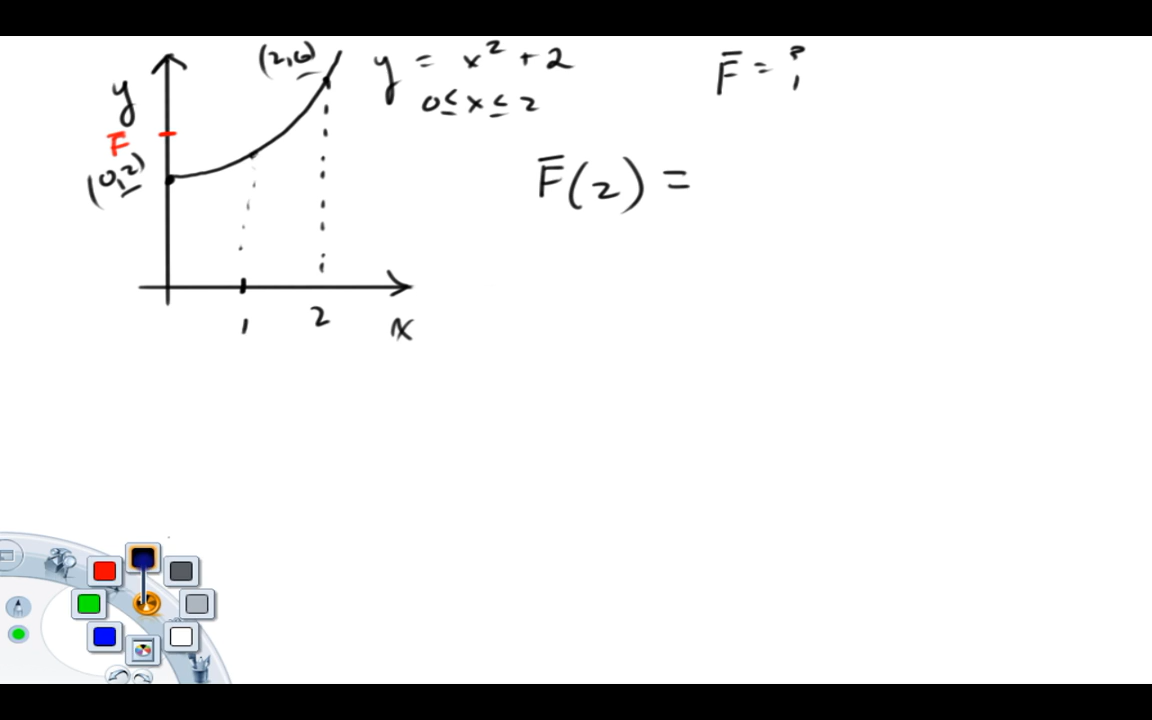 y
F̄
(0,2)
(2,6)
y = x² + 2
0 ≤ x ≤ 2
1
2
x
F̄ = ?
F̄(2) =